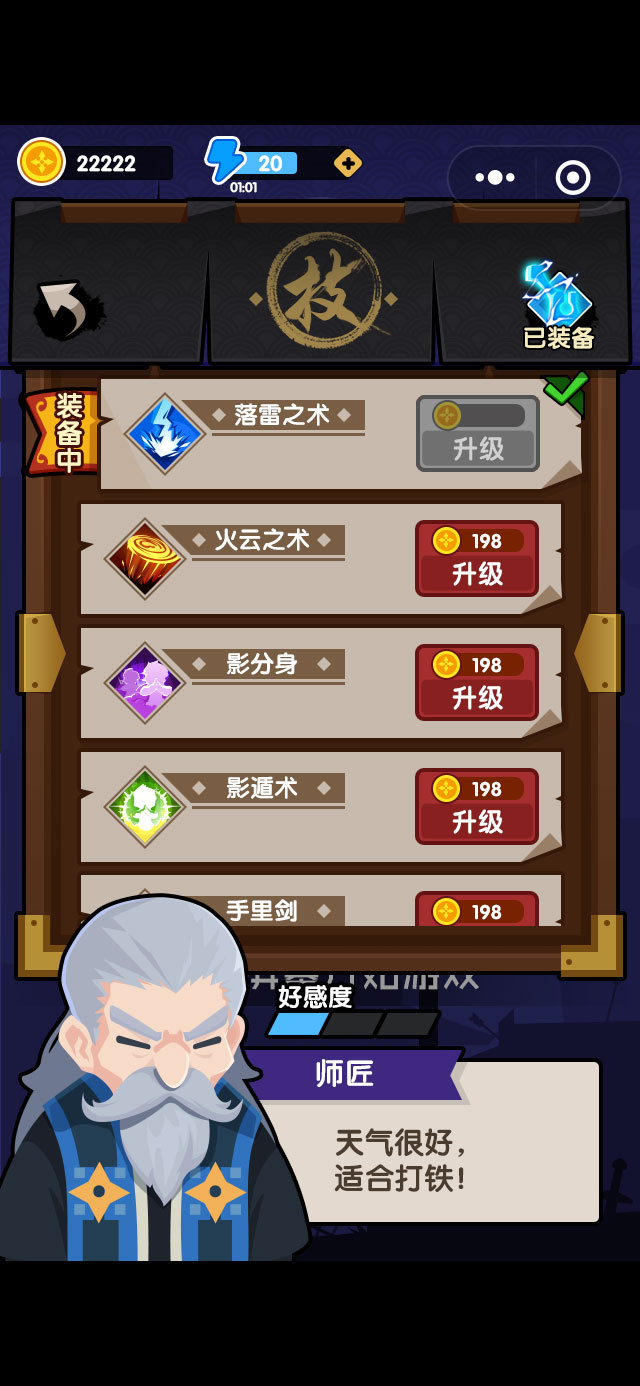 22222
20
01:01
技
已装备
装备中
落雷之术
升级
火云之术
198
升级
影分身
198
升级
影遁术
198
升级
手里剑
198
好感度
师匠
天气很好，
适合打铁！